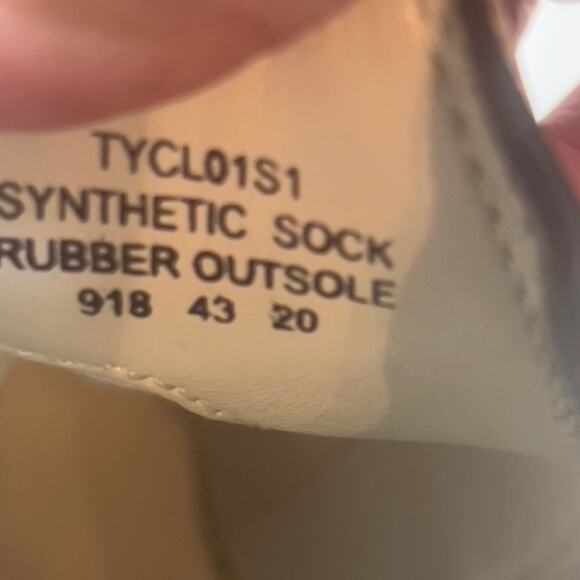 TYCL01S1
SYNTHETIC SOCK
RUBBER OUTSOLE
918 43 20